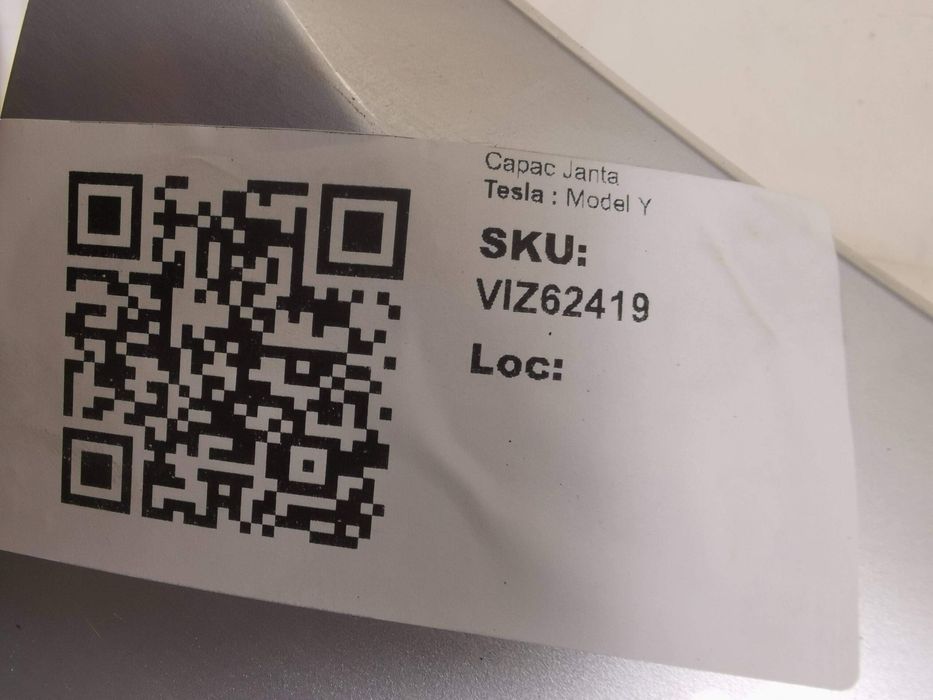 Capac Janta
Tesla : Model Y
SKU:
VIZ62419
Loc: